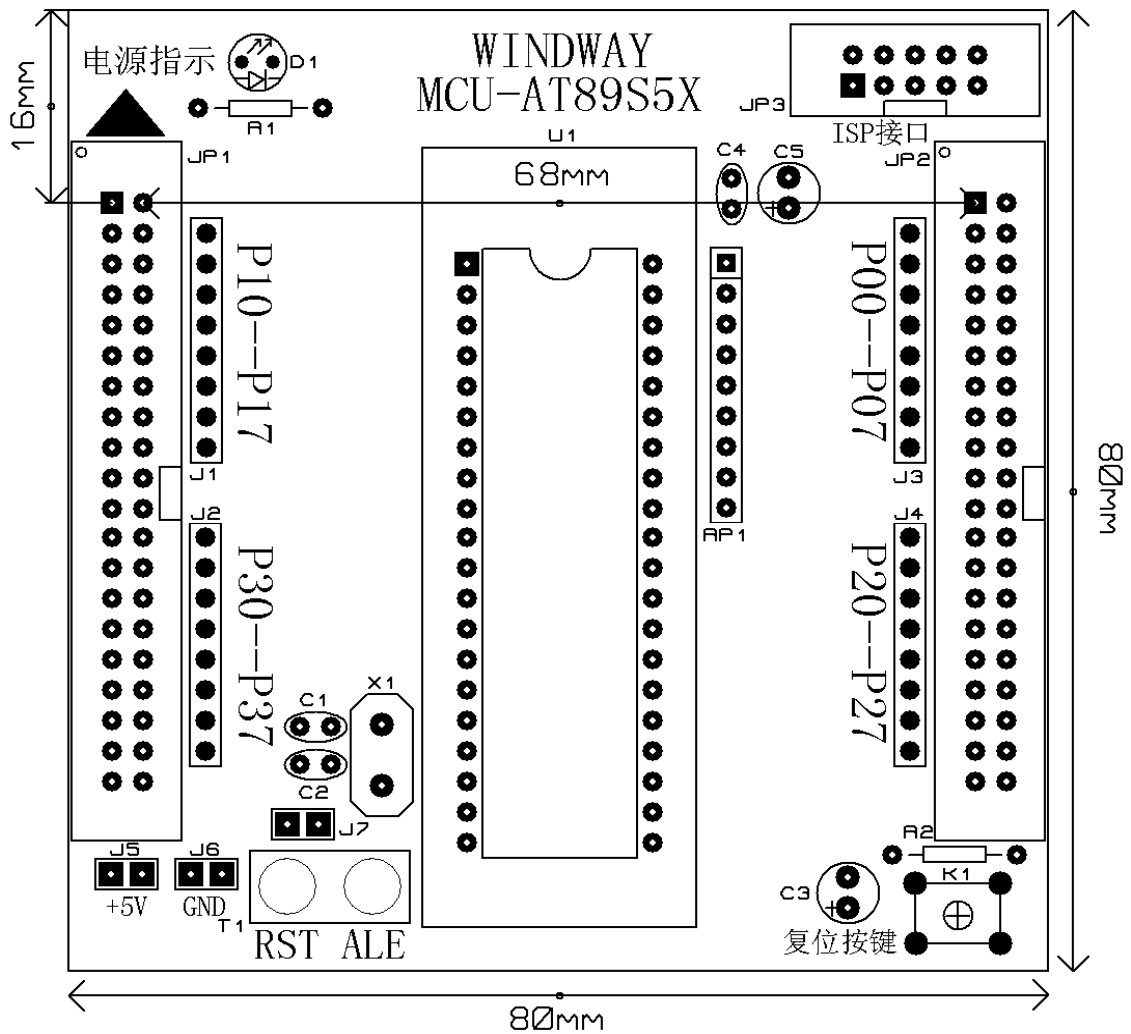 WINDWAY
MCU-AT89S5X
电源指示
D1
R1
16mm
JP3
ISP接口
JP1
U1
C4
C5
JP2
68mm
P10--P17
P00--P07
J1
J3
J2
J4
RP1
P30--P37
P20--P27
80mm
X1
C1
C2
J7
J5
J6
+5V
GND
T1
RST ALE
R2
K1
C3
复位按键
80mm